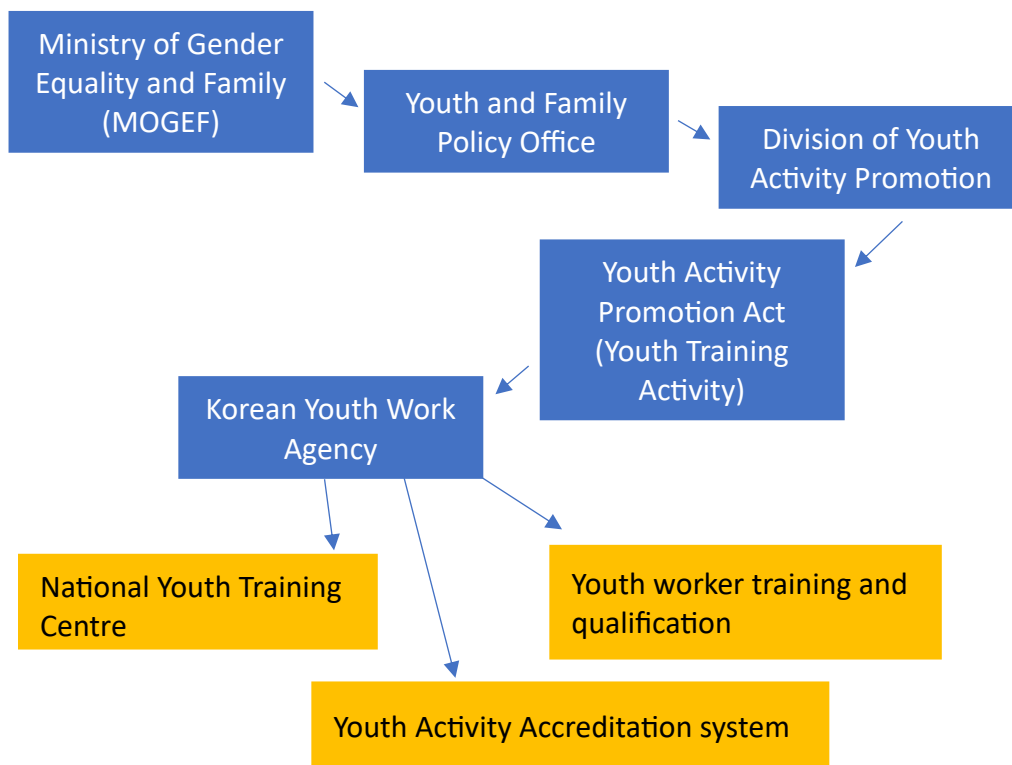 Ministry of Gender
Equality and Family
(MOGEF)
Youth and Family
Policy Office
Division of Youth
Activity Promotion
Youth Activity
Promotion Act
(Youth Training
Activity)
Korean Youth Work
Agency
National Youth Training
Centre
Youth worker training and
qualification
Youth Activity Accreditation system